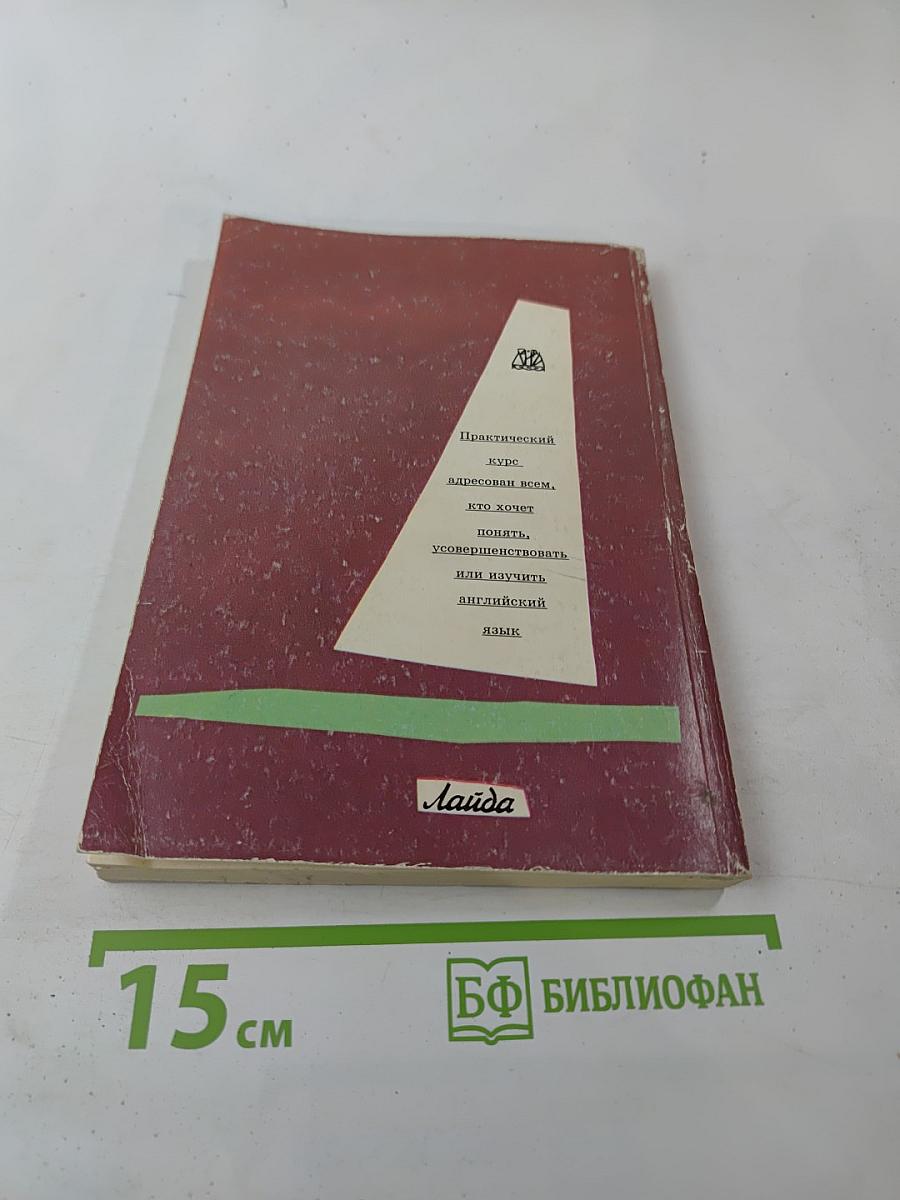 Практический
курс
адресован всем,
кто хочет
понять,
усовершенствовать
или изучить
английский
язык
Лайда
15 см
БФ БИБЛИОФАН